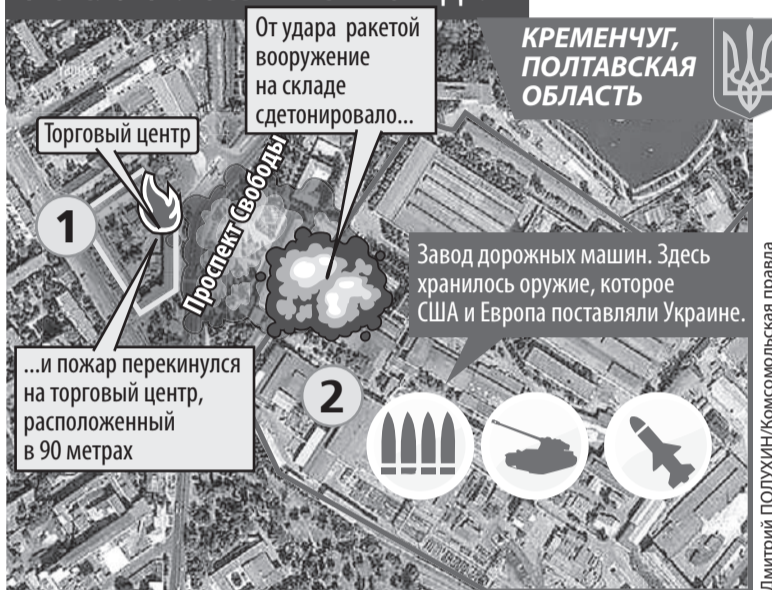 От удара ракетой
вооружение
на складе
сдетонировало...
КРЕМЕНЧУГ,
ПОЛТАВСКАЯ
ОБЛАСТЬ
Торговый центр
1
Проспект Свободы
Завод дорожных машин. Здесь
хранилось оружие, которое
США и Европа поставляли Украине.
...и пожар перекинулся
на торговый центр,
расположенный
в 90 метрах
2
Дмитрий ПОЛУХИН/Комсомольская правда